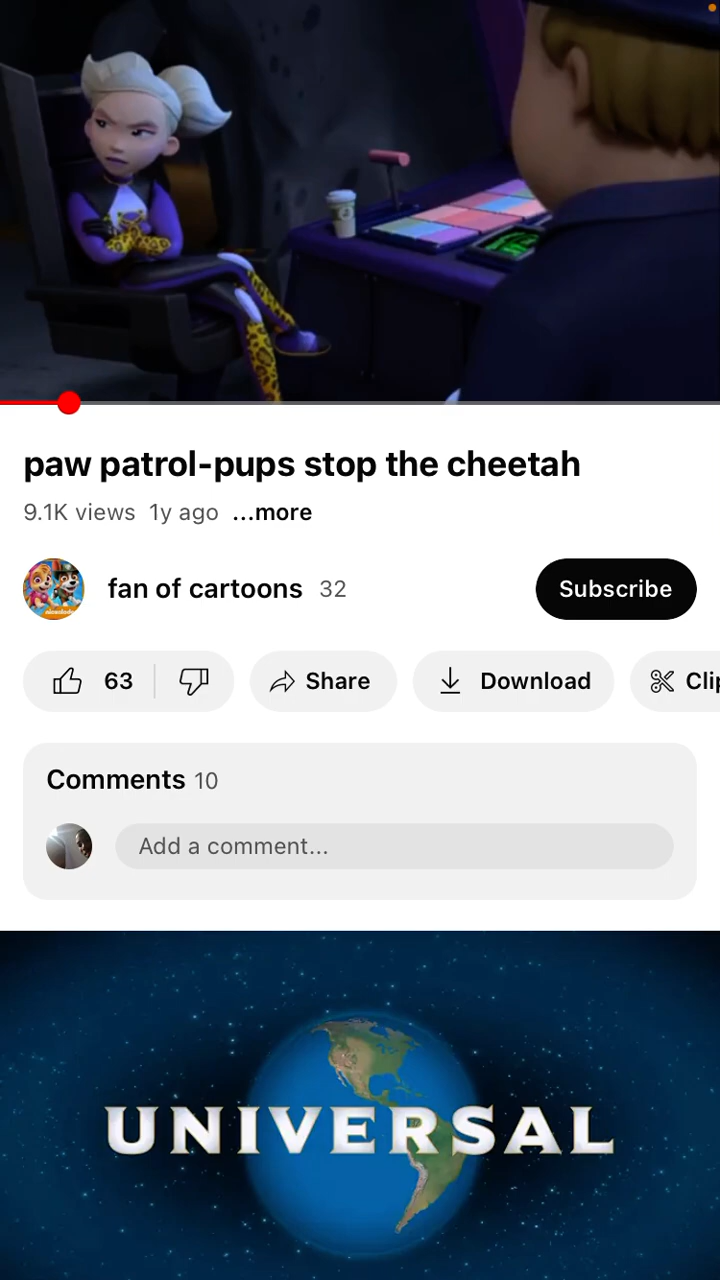 paw patrol-pups stop the cheetah
9.1K views 1y ago ...more
fan of cartoons 32
Subscribe
63
Share
Download
Clip
Comments 10
Add a comment...
UNIVERSAL